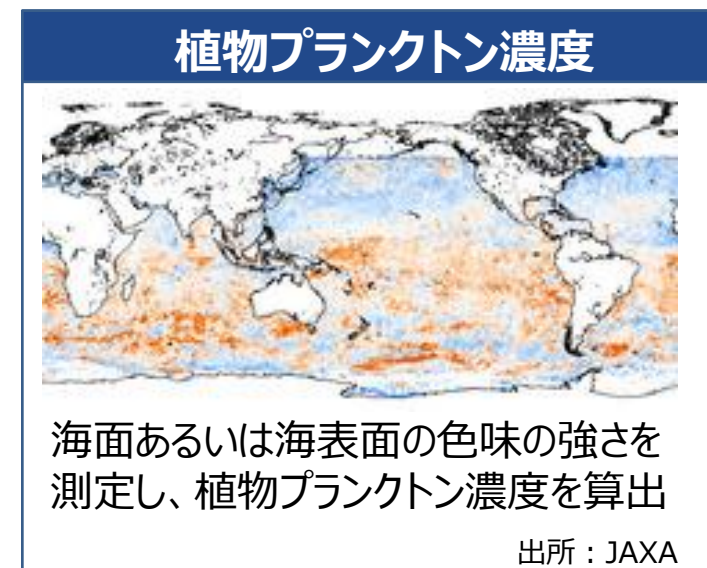 植物プランクトン濃度
海面あるいは海表面の色味の強さを
測定し、植物プランクトン濃度を算出
出所：JAXA